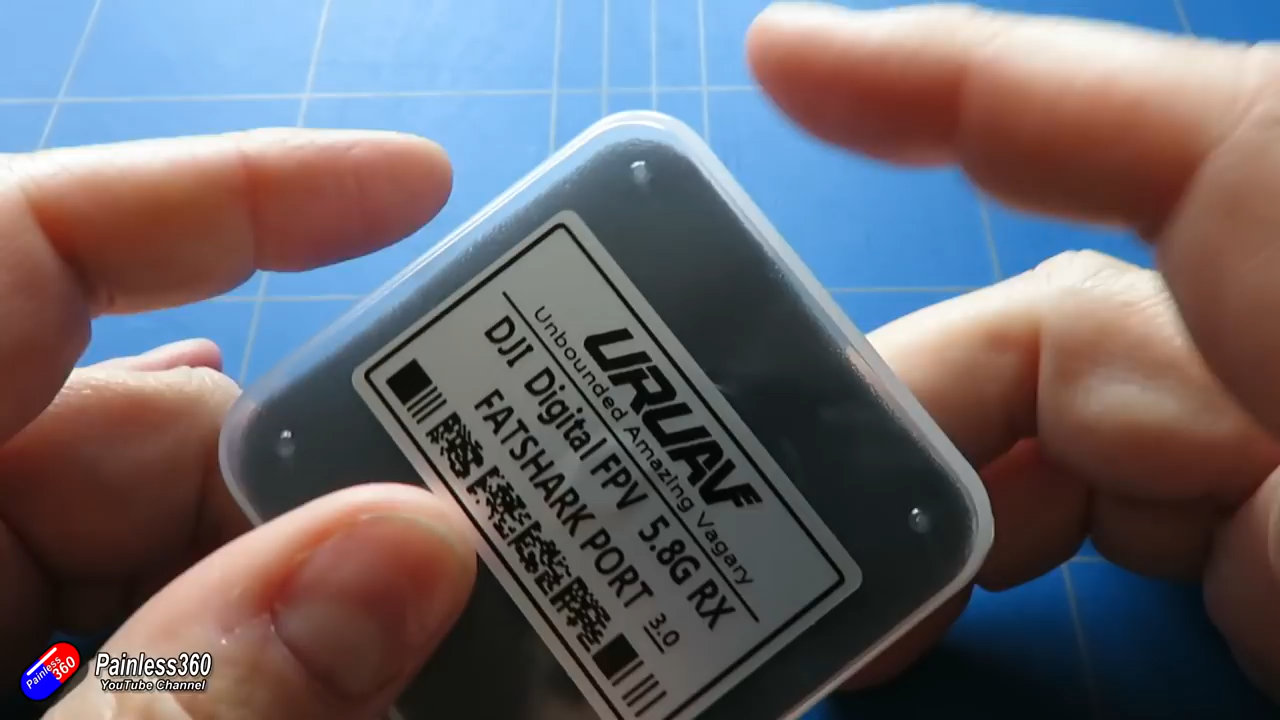 URUAV
Unbounded Amazing Vagary
DJI Digital FPV 5.8G RX
FATSHARK PORT 3.0
Painless360
YouTube Channel
Painless
360